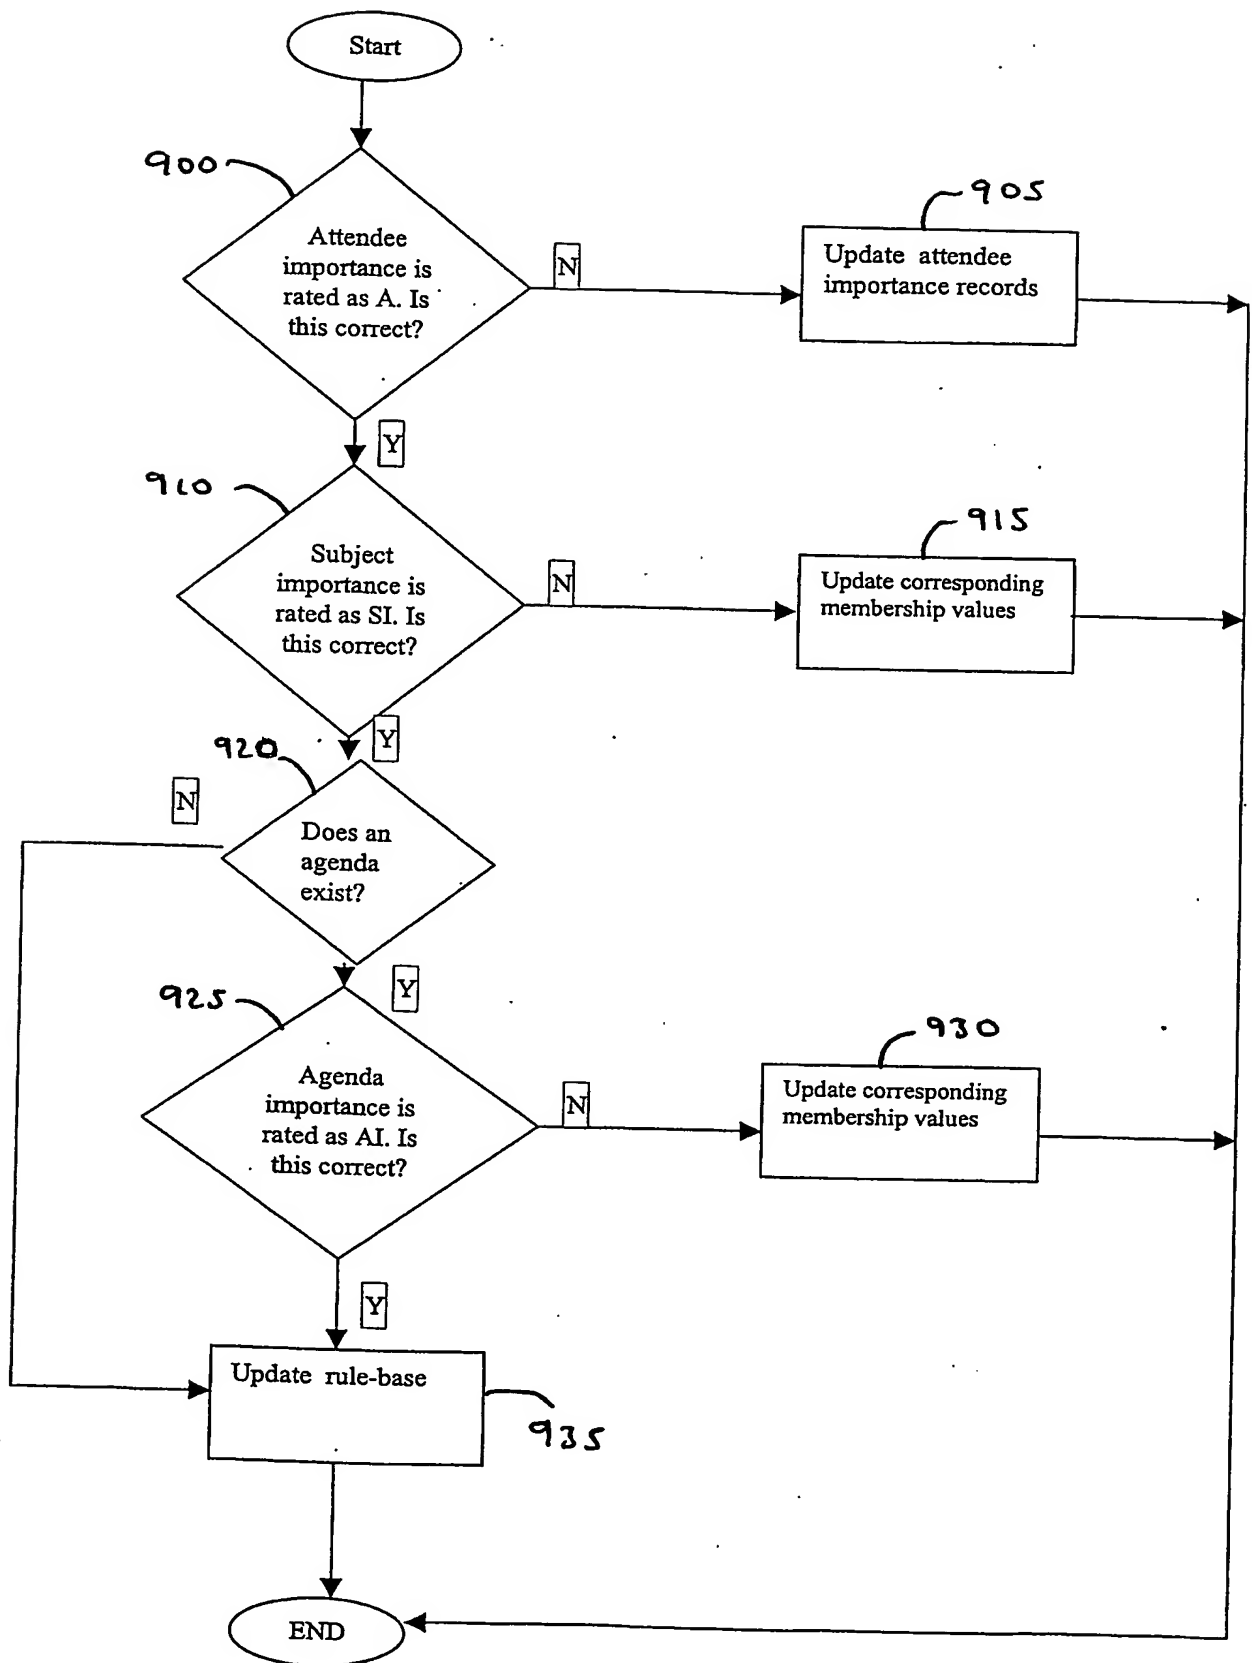 Start
900
Attendee
importance is
rated as A. Is
this correct?
N
905
Update attendee
importance records
Y
910
Subject
importance is
rated as SI. Is
this correct?
N
915
Update corresponding
membership values
Y
920
N
Does an
agenda
exist?
Y
925
Agenda
importance is
rated as AI. Is
this correct?
N
930
Update corresponding
membership values
Y
Update rule-base
935
END